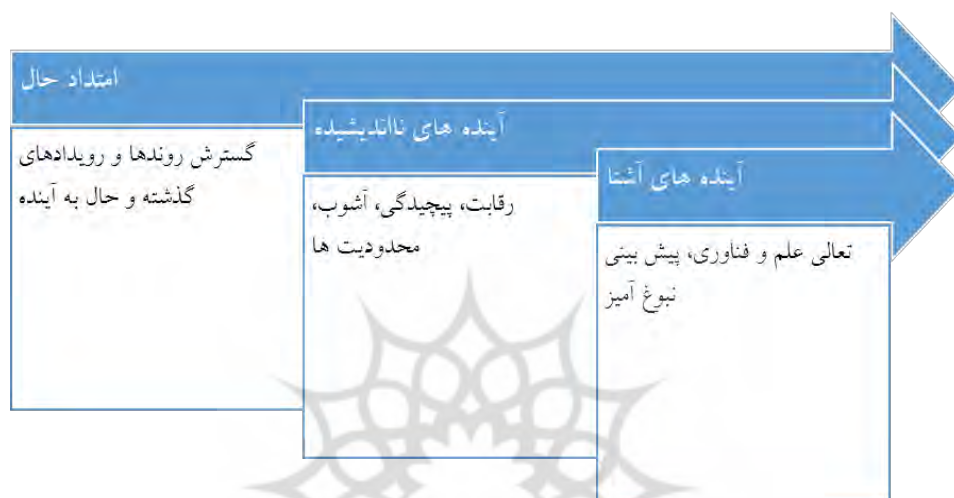 امتداد حال
گسترش روندها و رویدادهای
گذشته و حال به آینده
آینده های نااندیشیده
رقابت، پیچیدگی، آشوب،
محدودیت ها
آینده های آشتا
تعالی علم و فناوری، پیش بینی
نبوغ آمیز